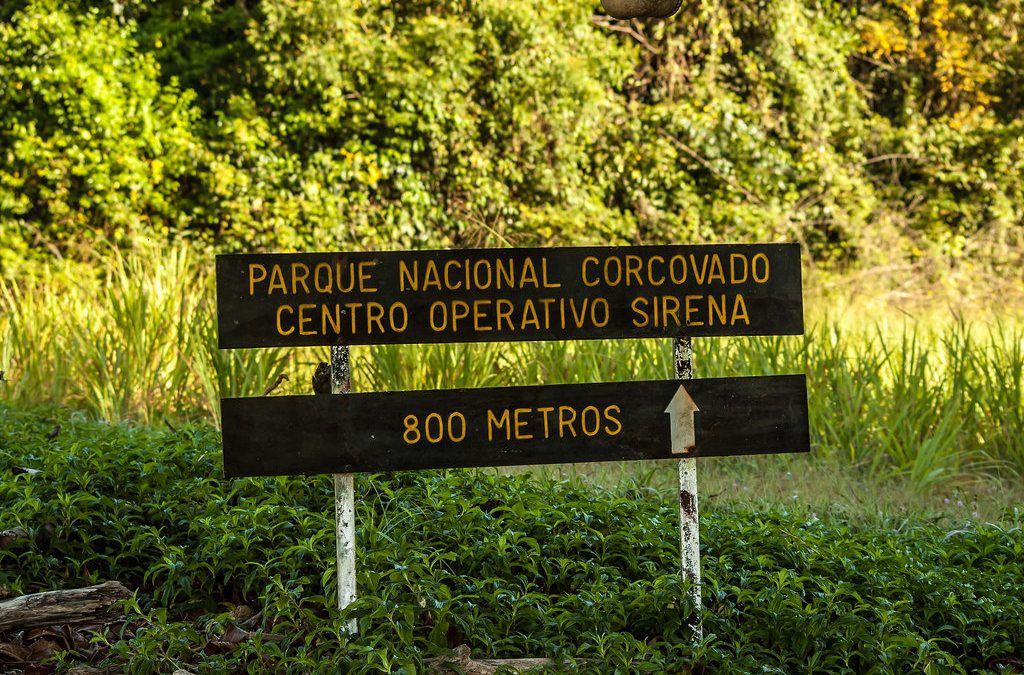 PARQUE NACIONAL CORCOVADO
CENTRO OPERATIVO SIRENA
800 METROS